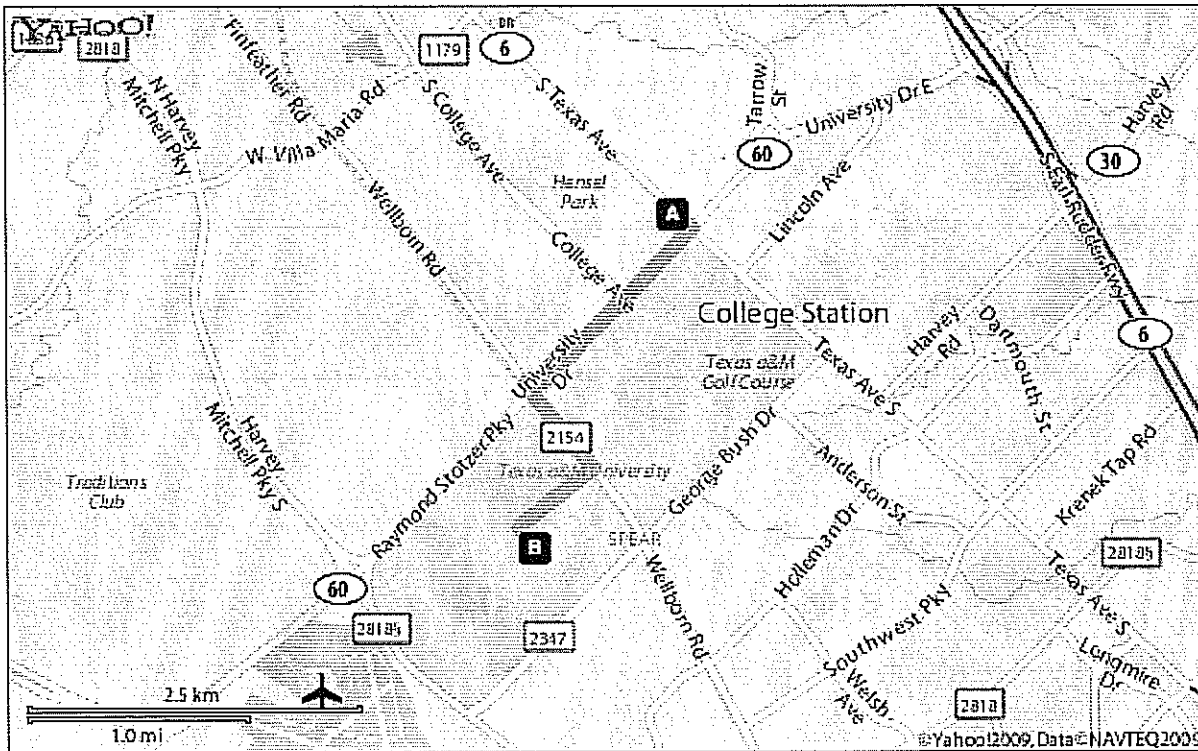 YAHOO!
2818
Finfeather Rd
BR
6
1179
N Harvey
Mitchell Pky
W. Villa Maria Rd
S College Ave
S Texas Ave
Tarrow
St
University Dr E
60
Harvey
Rd
30
Hensel
Park
A
Lincoln Ave
S Earl Rudder Fwy
Wellborn Rd
College Ave
College Station
6
University
Dr
Texas a&M
Golf Course
Texas Ave S
Harvey
Rd
Dartmouth St
Harvey
Mitchell Pky S
2154
Texas a&M University
George Bush Dr
Anderson St
Krenek Tap Rd
Traditions
Club
Raymond Stotzer Pky
B
SPEAR
Holleman Dr
2818S
60
Wellborn Rd
Texas Ave S
2818S
2347
Southwest Pky
Welsh
Ave
Longmire
Dr
2818
2.5 km
1.0 mi
©Yahoo!2009, Data©NAVTEQ2009